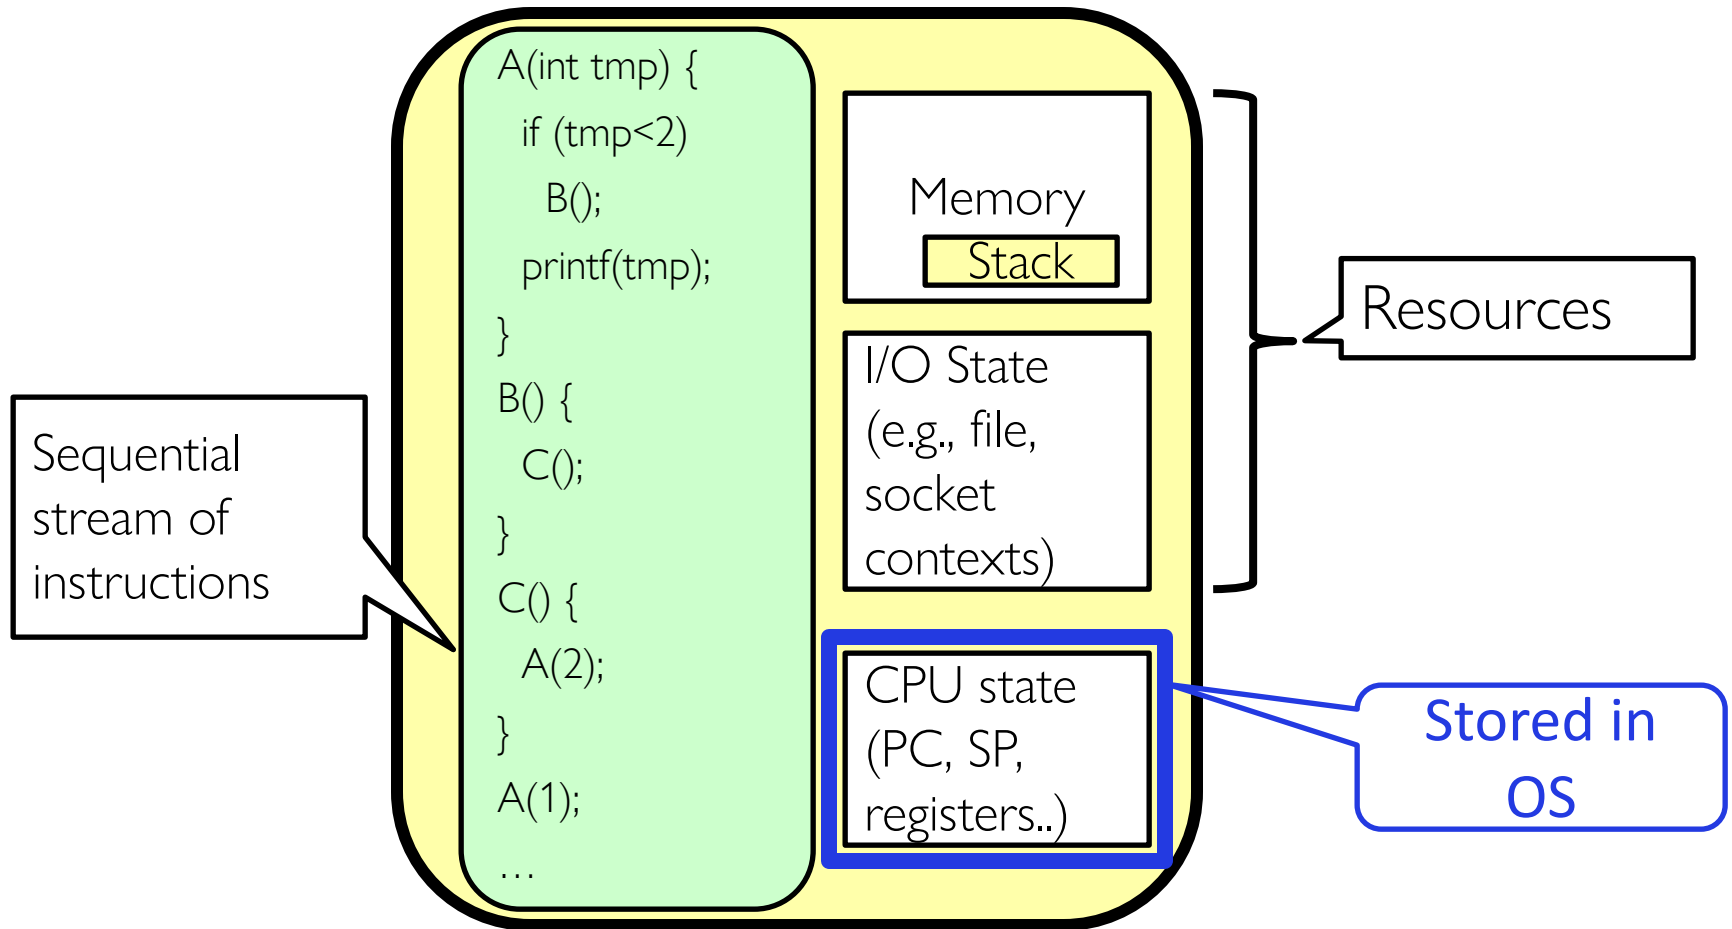 A(int tmp) {
if (tmp<2)
B();
printf(tmp);
}
B() {
C();
}
C() {
A(2);
}
A(1);
…
Sequential
stream of
instructions
Memory
Stack
I/O State
(e.g., file,
socket
contexts)
CPU state
(PC, SP,
registers..)
Resources
Stored in
OS